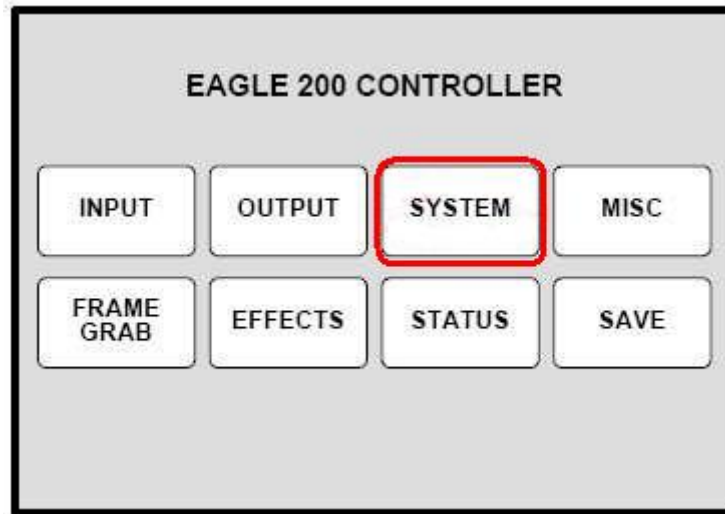 EAGLE 200 CONTROLLER
INPUT
OUTPUT
SYSTEM
MISC
FRAME
GRAB
EFFECTS
STATUS
SAVE